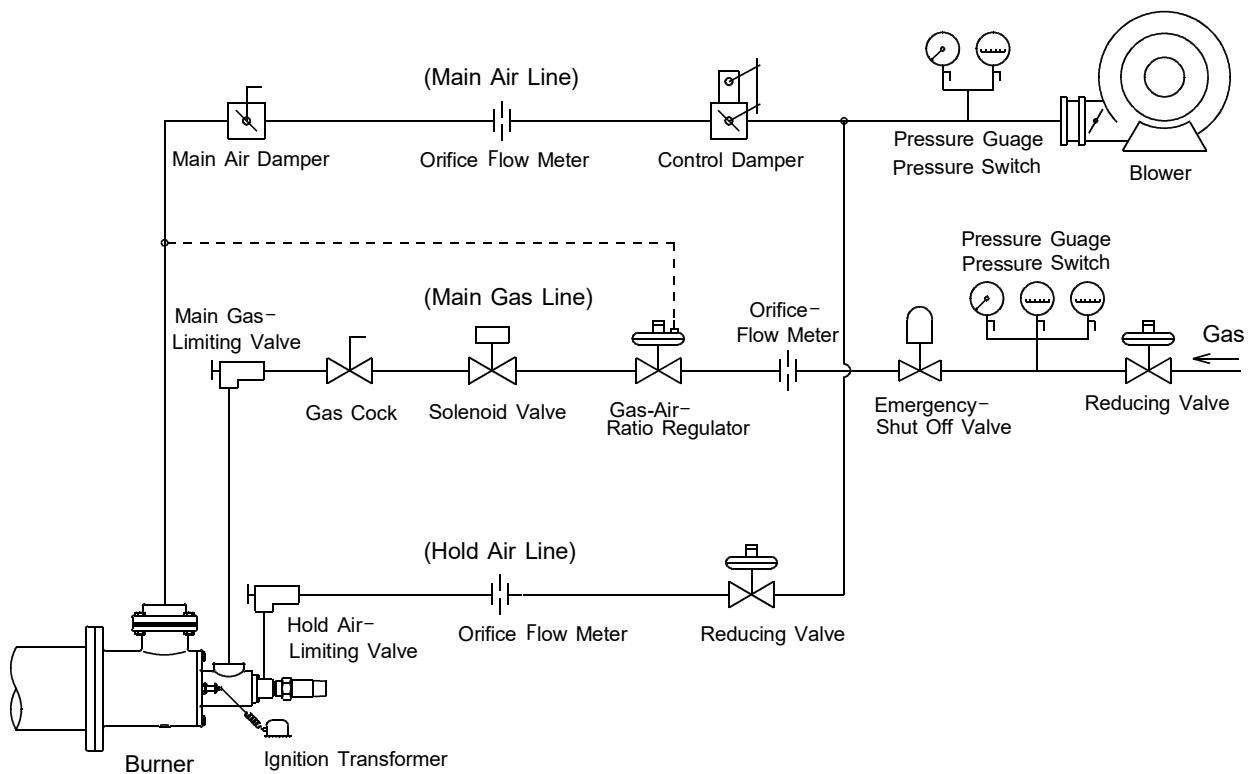 (Main Air Line)
Main Air Damper
Orifice Flow Meter
Control Damper
Pressure Guage
Pressure Switch
Blower
Pressure Guage
Pressure Switch
(Main Gas Line)
Main Gas-
Limiting Valve
Orifice-
Flow Meter
Gas
Gas Cock
Solenoid Valve
Gas-Air-
Ratio Regulator
Emergency-
Shut Off Valve
Reducing Valve
(Hold Air Line)
Hold Air-
Limiting Valve
Orifice Flow Meter
Reducing Valve
Burner
Ignition Transformer